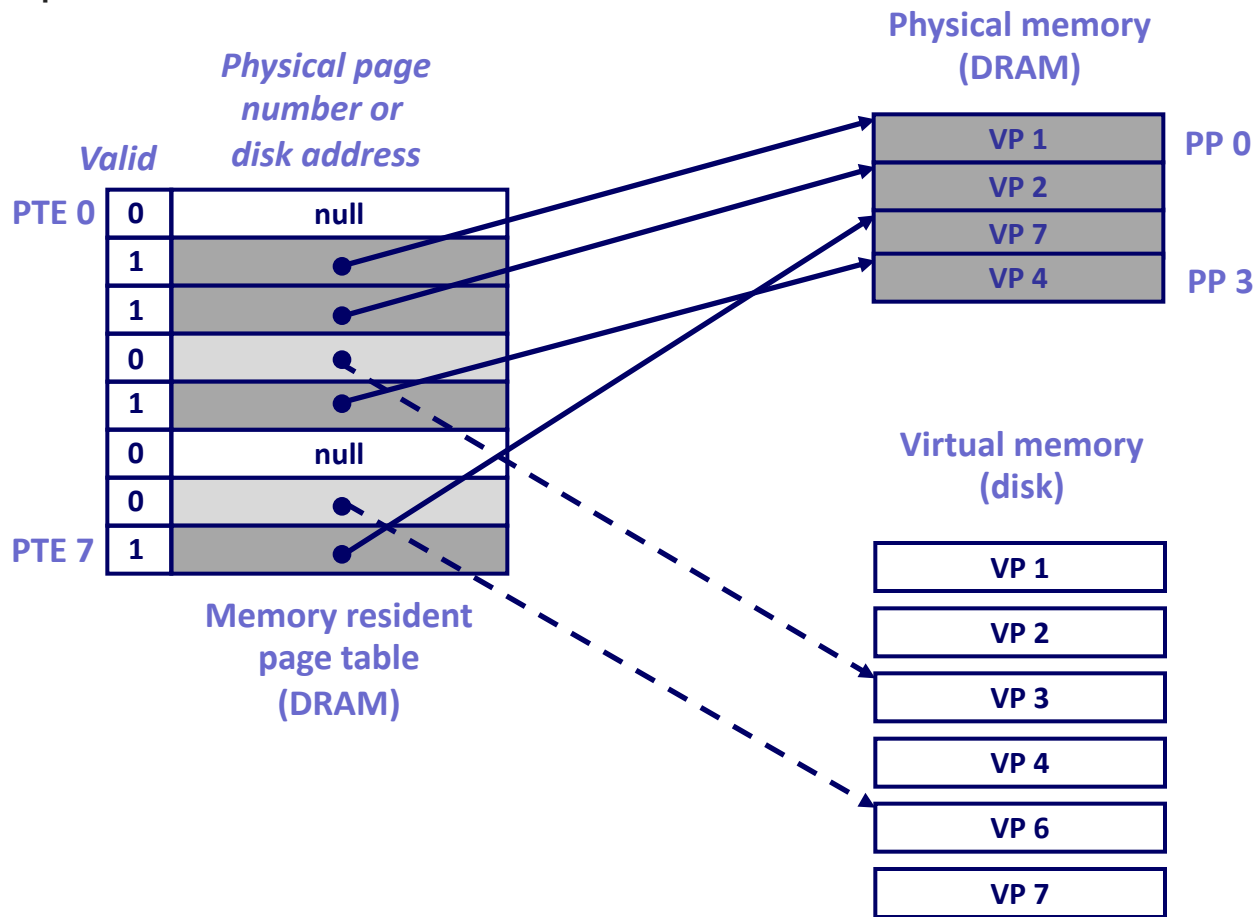 Physical memory
(DRAM)
Physical page
number or
disk address
Valid
VP 1
PP 0
VP 2
VP 7
VP 4
PP 3
PTE 0
0
null
1
1
0
1
0
null
0
PTE 7
1
Memory resident
page table
(DRAM)
Virtual memory
(disk)
VP 1
VP 2
VP 3
VP 4
VP 6
VP 7